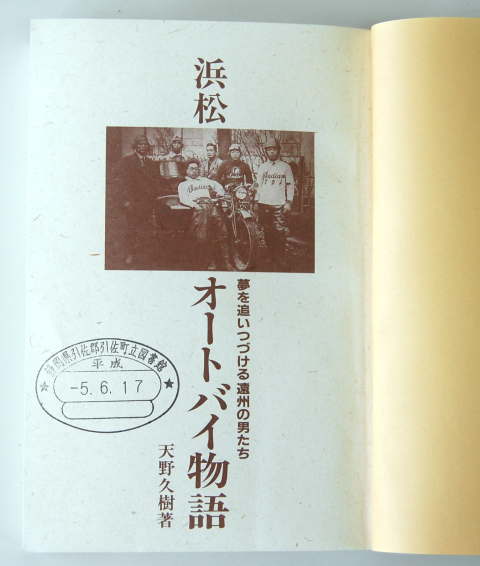 浜松
オートバイ物語
夢を追いつづける遠州の男たち
天野久樹著
Indian
Indian
静岡県引佐郡引佐町立図書館
平成
-5.6.17